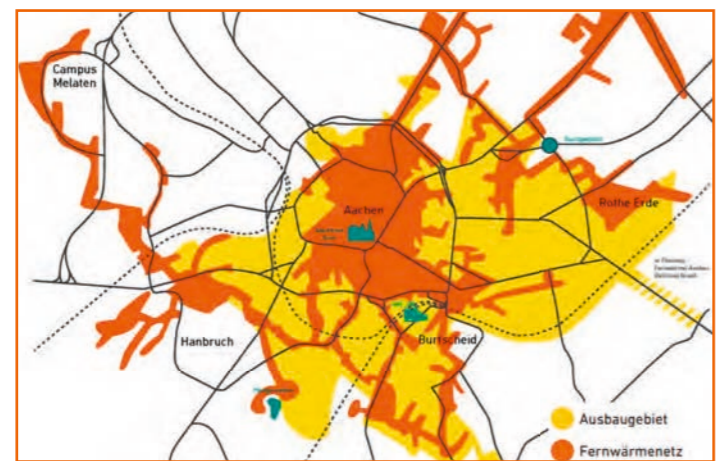 Campus
Melaten
Aachen
Rothe Erde
Hanbruch
Burtscheid
Ausbaugebiet
Fernwärmenetz